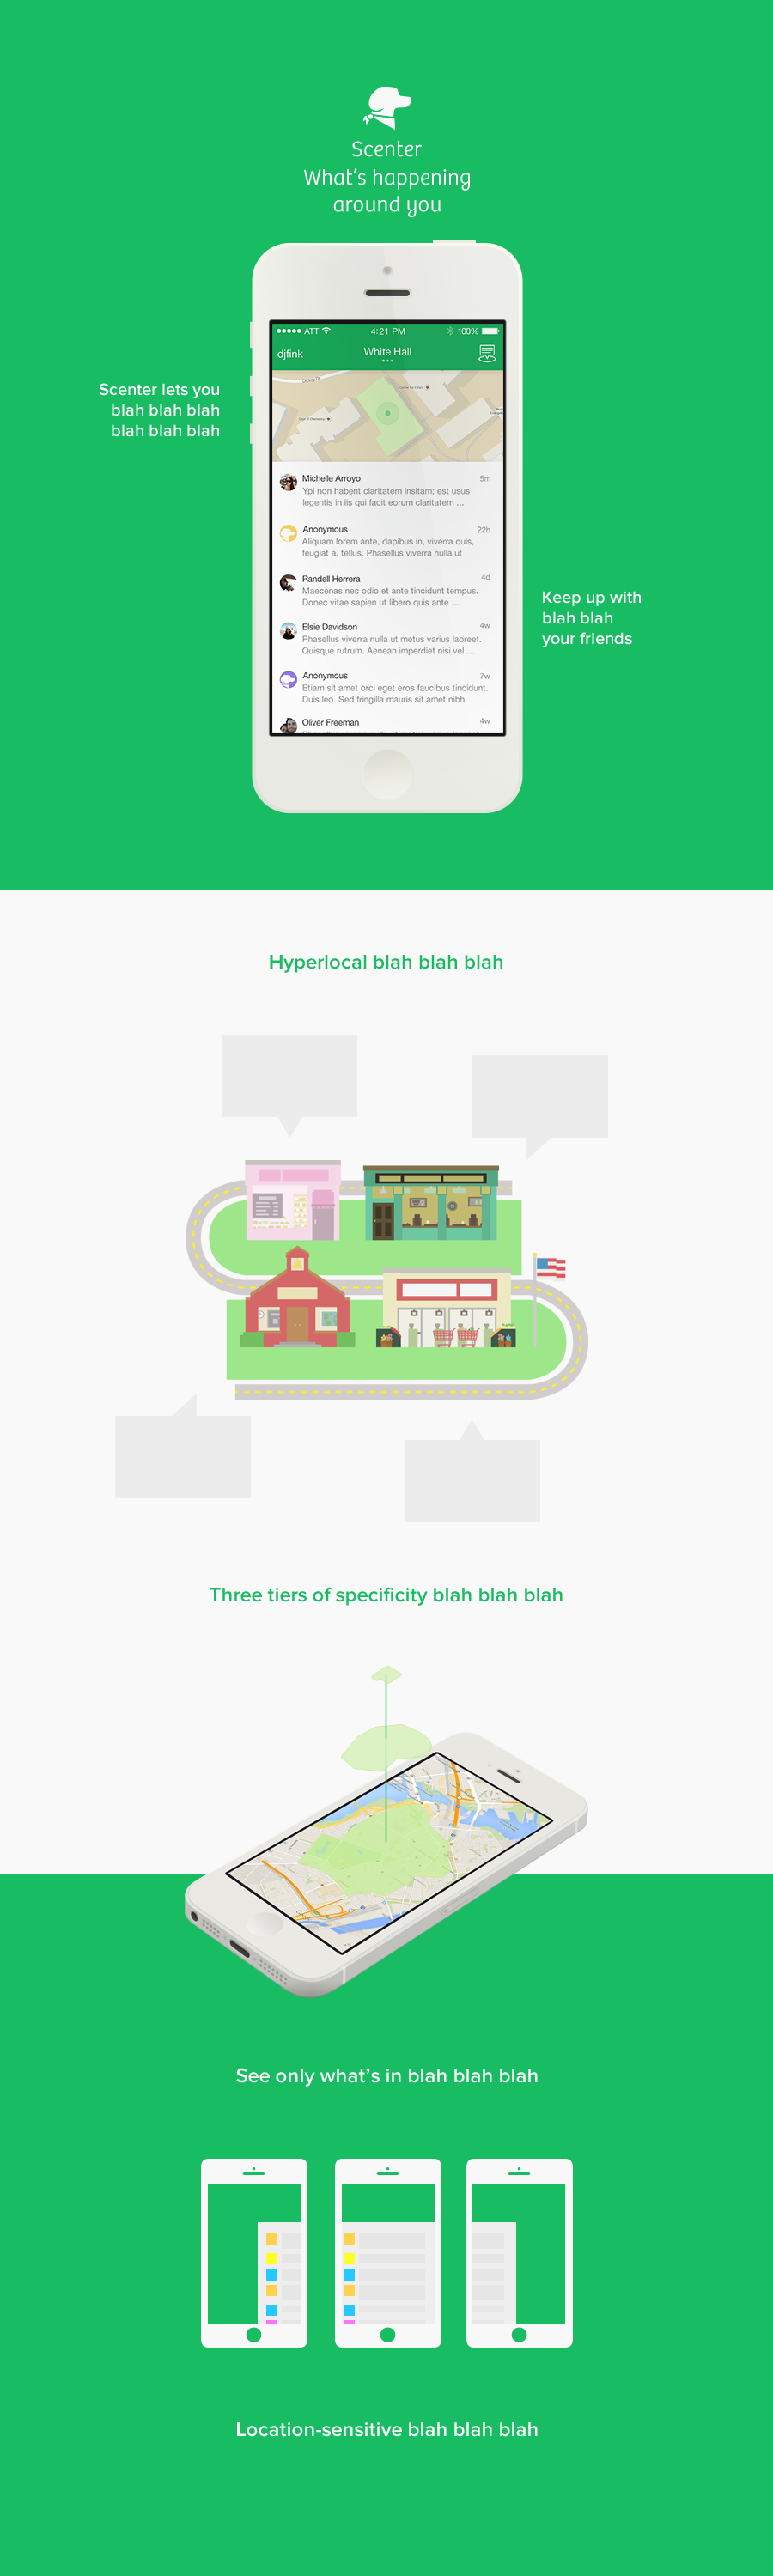 Scenter
What's happening
around you
ATT
4:21 PM
100%
djfink
White Hall
Dickey Dr
Scenter lets you
blah blah blah
blah blah blah
Michelle Arroyo
5m
Ypi non habent claritatem insitam; est usus
legentis in iis qui facit eorum claritatem ...
Anonymous
22h
Aliquam lorem ante, dapibus in, viverra quis,
feugiat a, tellus. Phasellus viverra nulla ut
Randell Herrera
4d
Maecenas nec odio et ante tincidunt tempus.
Donec vitae sapien ut libero quis ante ...
Keep up with
blah blah
your friends
Elsie Davidson
4w
Phasellus viverra nulla ut metus varius laoreet.
Quisque rutrum. Aenean imperdiet nisi vel ...
Anonymous
7w
Etiam sit amet orci eget eros faucibus tincidunt.
Duis leo. Sed fringilla mauris sit amet nibh
Oliver Freeman
4w
Hyperlocal blah blah blah
Three tiers of specificity blah blah blah
See only what's in blah blah blah
Location-sensitive blah blah blah